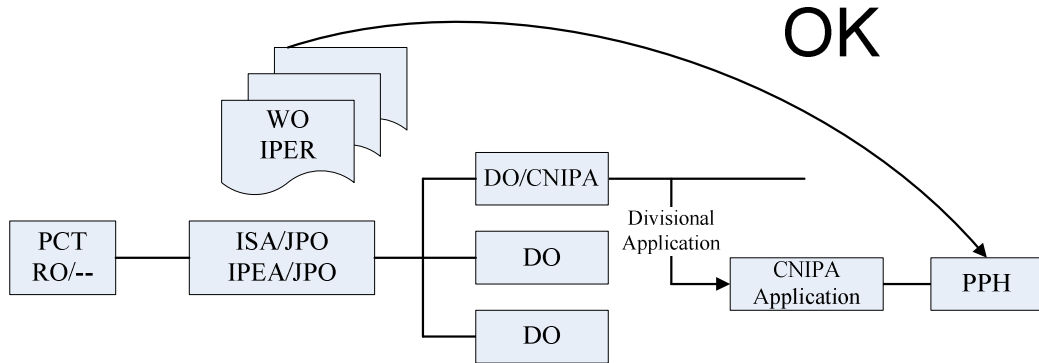 OK
WO
IPER
DO/CNIPA
Divisional
Application
PCT
RO/--
ISA/JPO
IPEA/JPO
DO
CNIPA
Application
PPH
DO